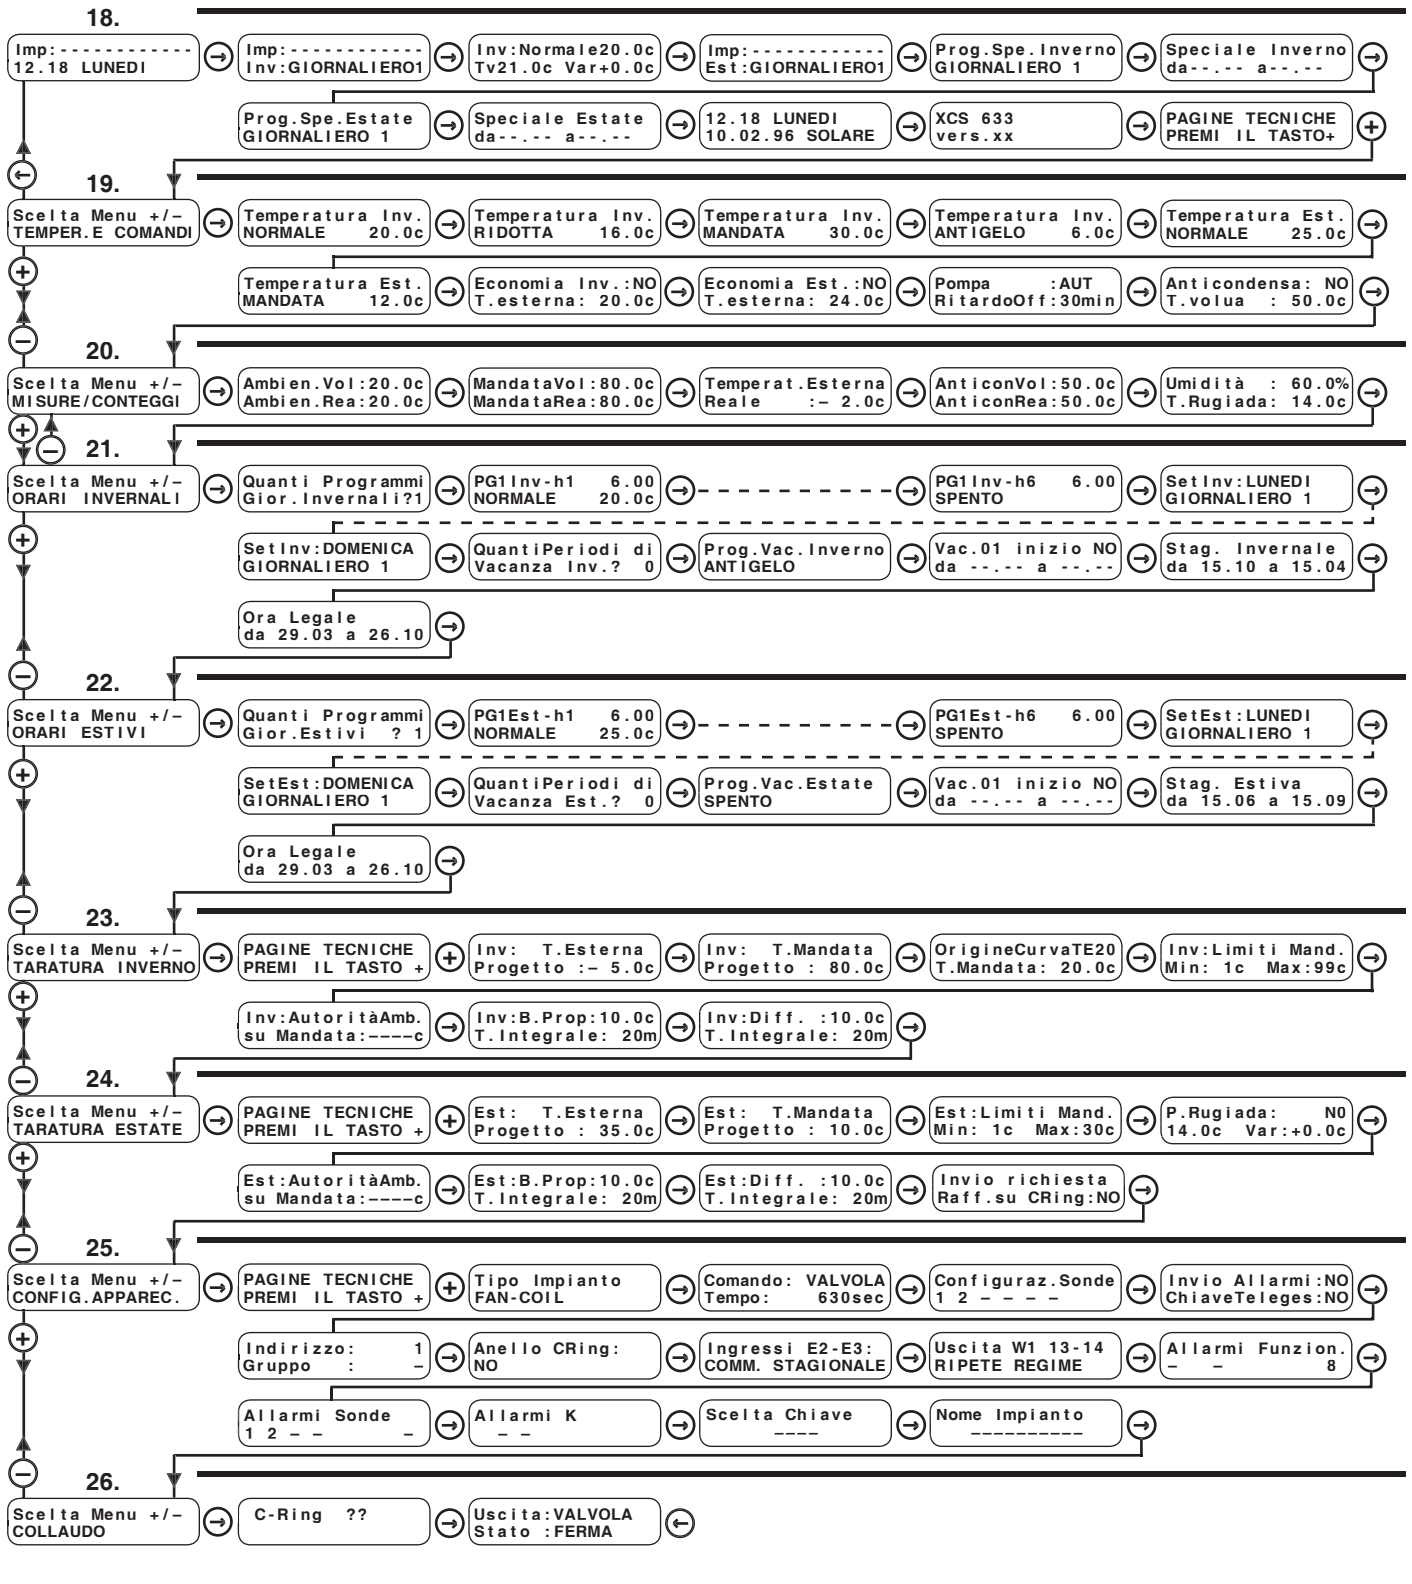 18.
Imp:------------
12.18 LUNEDI
Imp:------------
Inv:GIORNALIERO1
Inv:Normale20.0c
Tv21.0c Var+0.0c
Imp:------------
Est:GIORNALIERO1
Prog.Spe.Inverno
GIORNALIERO 1
Speciale Inverno
da--.-- a--.--
Prog.Spe.Estate
GIORNALIERO 1
Speciale Estate
da--.-- a--.--
12.18 LUNEDI
10.02.96 SOLARE
XCS 633
vers.xx
PAGINE TECNICHE
PREMI IL TASTO+
19.
Scelta Menu +/–
TEMPER.E COMANDI
Temperatura Inv.
NORMALE 20.0c
Temperatura Inv.
RIDOTTA 16.0c
Temperatura Inv.
MANDATA 30.0c
Temperatura Inv.
ANTIGELO 6.0c
Temperatura Est.
NORMALE 25.0c
Temperatura Est.
MANDATA 12.0c
Economia Inv.:NO
T.esterna: 20.0c
Economia Est.:NO
T.esterna: 24.0c
Pompa :AUT
RitardoOff:30min
Anticondensa: NO
T.volua : 50.0c
20.
Scelta Menu +/–
MISURE/CONTEGGI
Ambien.Vol:20.0c
Ambien.Rea:20.0c
MandataVol:80.0c
MandataRea:80.0c
Temperat.Esterna
Reale :– 2.0c
AnticonVol:50.0c
AnticonRea:50.0c
Umidità : 60.0%
T.Rugiada: 14.0c
21.
Scelta Menu +/–
ORARI INVERNALI
Quanti Programmi
Gior.Invernali?1
PG1Inv-h1 6.00
NORMALE 20.0c
PG1Inv-h6 6.00
SPENTO
SetInv:LUNEDI
GIORNALIERO 1
SetInv:DOMENICA
GIORNALIERO 1
QuantiPeriodi di
Vacanza Inv.? 0
Prog.Vac.Inverno
ANTIGELO
Vac.01 inizio NO
da --.-- a --.--
Stag. Invernale
da 15.10 a 15.04
Ora Legale
da 29.03 a 26.10
22.
Scelta Menu +/–
ORARI ESTIVI
Quanti Programmi
Gior.Estivi ? 1
PG1Est-h1 6.00
NORMALE 25.0c
PG1Est-h6 6.00
SPENTO
SetEst:LUNEDI
GIORNALIERO 1
SetEst:DOMENICA
GIORNALIERO 1
QuantiPeriodi di
Vacanza Est.? 0
Prog.Vac.Estate
SPENTO
Vac.01 inizio NO
da --.-- a --.--
Stag. Estiva
da 15.06 a 15.09
Ora Legale
da 29.03 a 26.10
23.
Scelta Menu +/–
TARATURA INVERNO
PAGINE TECNICHE
PREMI IL TASTO +
Inv: T.Esterna
Progetto :– 5.0c
Inv: T.Mandata
Progetto : 80.0c
OrigineCurvaTE20
T.Mandata: 20.0c
Inv:Limiti Mand.
Min: 1c Max:99c
Inv:AutoritàAmb.
su Mandata:––––c
Inv:B.Prop:10.0c
T.Integrale: 20m
Inv:Diff. :10.0c
T.Integrale: 20m
24.
Scelta Menu +/–
TARATURA ESTATE
PAGINE TECNICHE
PREMI IL TASTO +
Est: T.Esterna
Progetto : 35.0c
Est: T.Mandata
Progetto : 10.0c
Est:Limiti Mand.
Min: 1c Max:30c
P.Rugiada: N0
14.0c Var:+0.0c
Est:AutoritàAmb.
su Mandata:––––c
Est:B.Prop:10.0c
T.Integrale: 20m
Est:Diff. :10.0c
T.Integrale: 20m
Invio richiesta
Raff.su CRing:NO
25.
Scelta Menu +/–
CONFIG.APPAREC.
PAGINE TECNICHE
PREMI IL TASTO +
Tipo Impianto
FAN-COIL
Comando: VALVOLA
Tempo: 630sec
Configuraz.Sonde
1 2 – – – –
Invio Allarmi:NO
ChiaveTeleges:NO
Indirizzo: 1
Gruppo : –
Anello CRing:
NO
Ingressi E2-E3:
COMM. STAGIONALE
Uscita W1 13-14
RIPETE REGIME
Allarmi Funzion.
– – 8
Allarmi Sonde
1 2 – – –
Allarmi K
– –
Scelta Chiave
––––
Nome Impianto
––––––––––
26.
Scelta Menu +/–
COLLAUDO
C-Ring ??
Uscita:VALVOLA
Stato :FERMA